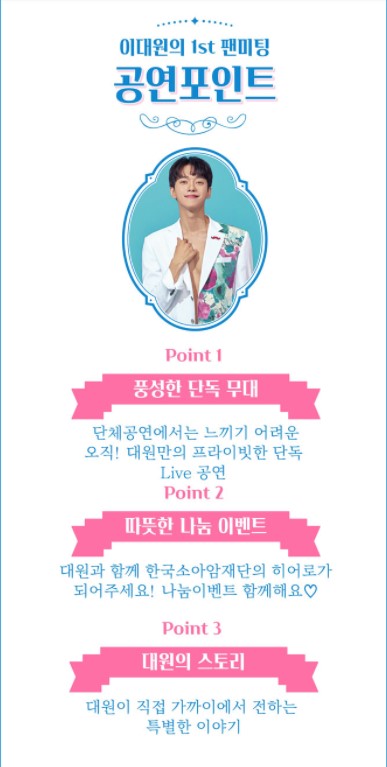 이대원의 1st 팬미팅
공연포인트
Point 1
풍성한 단독 무대
단체공연에서는 느끼기 어려운
오직! 대원만의 프라이빗한 단독
Live 공연
Point 2
따뜻한 나눔 이벤트
대원과 함께 한국소아암재단의 히어로가
되어주세요! 나눔이벤트 함께해요♡
Point 3
대원의 스토리
대원이 직접 가까이에서 전하는
특별한 이야기